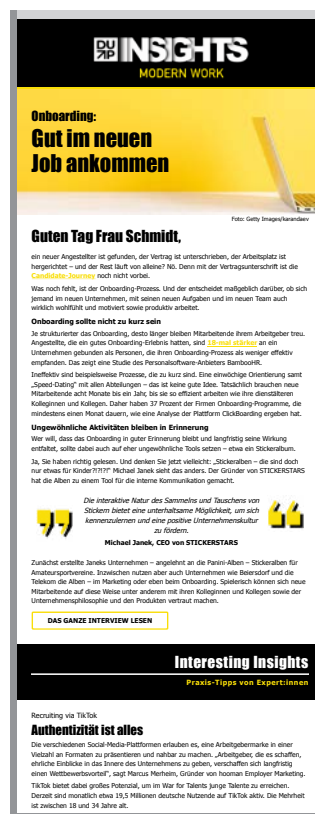 DUAP INSIGHTS
MODERN WORK
Onboarding:
Gut im neuen
Job ankommen
Foto: Getty Images/karandaev
Guten Tag Frau Schmidt,
ein neuer Angestellter ist gefunden, der Vertrag ist unterschrieben, der Arbeitsplatz ist
hergerichtet – und der Rest läuft von alleine? Nö. Denn mit der Vertragsunterschrift ist die
Candidate-Journey noch nicht vorbei.
Was noch fehlt, ist der Onboarding-Prozess. Und der entscheidet maßgeblich darüber, ob sich
jemand im neuen Unternehmen, mit seinen neuen Aufgaben und im neuen Team auch
wirklich wohlfühlt und motiviert sowie produktiv arbeitet.
Onboarding sollte nicht zu kurz sein
Je strukturierter das Onboarding, desto länger bleiben Mitarbeitende ihrem Arbeitgeber treu.
Angestellte, die ein gutes Onboarding-Erlebnis hatten, sind 18-mal stärker an ein
Unternehmen gebunden als Personen, die ihren Onboarding-Prozess als weniger effektiv
empfanden. Das zeigt eine Studie des Personalsoftware-Anbieters BambooHR.
Ineffektiv sind beispielsweise Prozesse, die zu kurz sind. Eine einwöchige Orientierung samt
„Speed-Dating“ mit allen Abteilungen – das ist keine gute Idee. Tatsächlich brauchen neue
Mitarbeitende acht Monate bis ein Jahr, bis sie so effizient arbeiten wie ihre dienstälteren
Kolleginnen und Kollegen. Daher haben 37 Prozent der Firmen Onboarding-Programme, die
mindestens einen Monat dauern, wie eine Analyse der Plattform ClickBoarding ergeben hat.
Ungewöhnliche Aktivitäten bleiben in Erinnerung
Wer will, dass das Onboarding in guter Erinnerung bleibt und langfristig seine Wirkung
entfaltet, sollte dabei auch auf eher ungewöhnliche Tools setzen – etwa ein Stickeralbum.
Ja, Sie haben richtig gelesen. Und denken Sie jetzt vielleicht: „Stickeralben – die sind doch
nur etwas für Kinder?!?!?“ Michael Janek sieht das anders. Der Gründer von STICKERSTARS
hat die Alben zu einem Tool für die interne Kommunikation gemacht.
Die interaktive Natur des Sammelns und Tauschens von
Stickern bietet eine unterhaltsame Möglichkeit, um sich
kennenzulernen und eine positive Unternehmenskultur
zu fördern.
Michael Janek, CEO von STICKERSTARS
Zunächst erstellte Janeks Unternehmen – angelehnt an die Panini-Alben – Stickeralben für
Amateursportvereine. Inzwischen nutzen aber auch Unternehmen wie Beiersdorf und die
Telekom die Alben – im Marketing oder eben beim Onboarding. Spielerisch können sich neue
Mitarbeitende auf diese Weise unter anderem mit ihren Kolleginnen und Kollegen sowie der
Unternehmensphilosophie und den Produkten vertraut machen.
DAS GANZE INTERVIEW LESEN
Interesting Insights
Praxis-Tipps von Expert:innen
Recruiting via TikTok
Authentizität ist alles
Die verschiedenen Social-Media-Plattformen erlauben es, eine Arbeitgebermarke in einer
Vielzahl an Formaten zu präsentieren und nahbar zu machen. „Arbeitgeber, die es schaffen,
ehrliche Einblicke in das Innere des Unternehmens zu geben, verschaffen sich langfristig
einen Wettbewerbsvorteil“, sagt Marcus Merheim, Gründer von hooman Employer Marketing.
TikTok bietet dabei großes Potenzial, um im War for Talents junge Talente zu erreichen.
Derzeit sind monatlich etwa 19,5 Millionen deutsche Nutzende auf TikTok aktiv. Die Mehrheit
ist zwischen 18 und 34 Jahre alt.